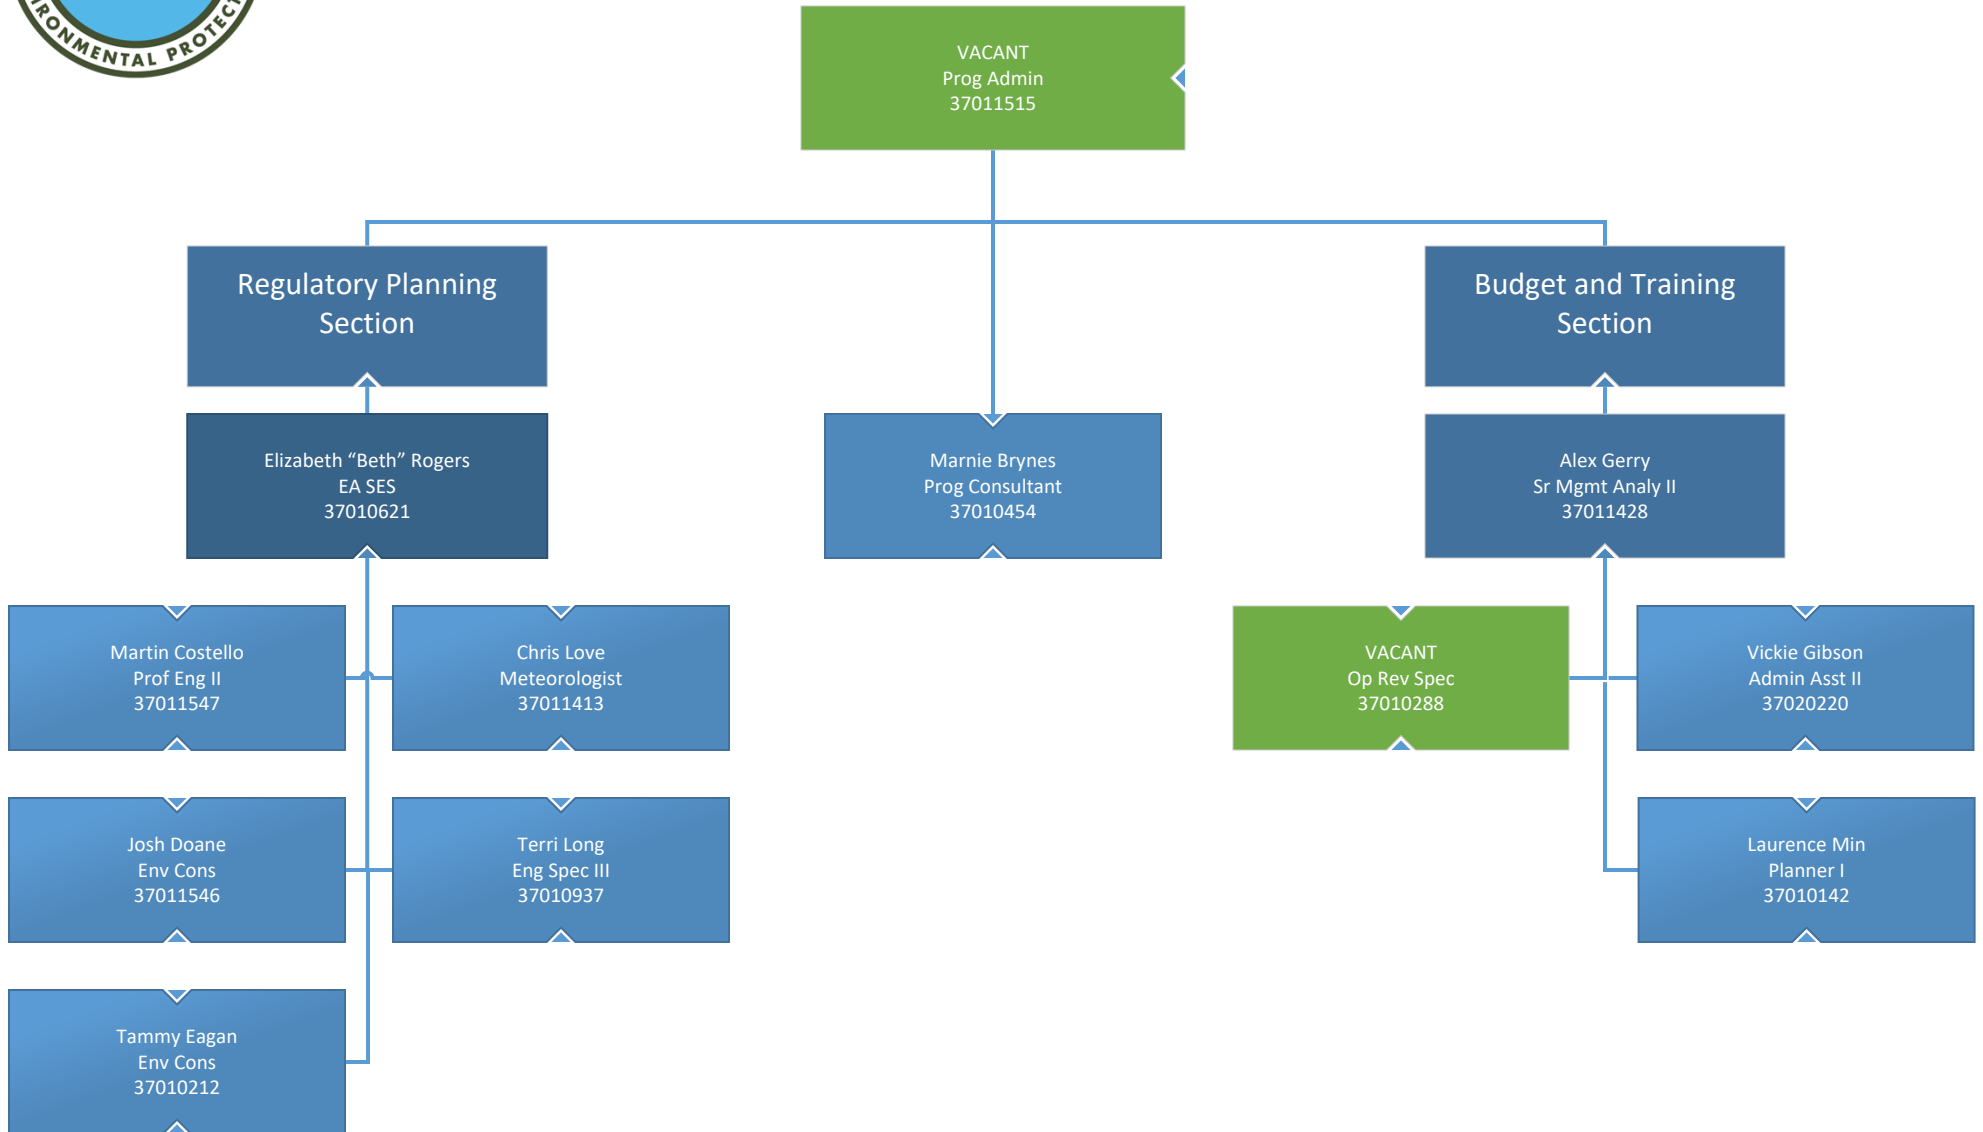 IRONMENTAL PROTECT
VACANT
Prog Admin
37011515
Regulatory Planning
Section
Budget and Training
Section
Elizabeth “Beth” Rogers
EA SES
37010621
Marnie Brynes
Prog Consultant
37010454
Alex Gerry
Sr Mgmt Analy II
37011428
Martin Costello
Prof Eng II
37011547
Chris Love
Meteorologist
37011413
VACANT
Op Rev Spec
37010288
Vickie Gibson
Admin Asst II
37020220
Josh Doane
Env Cons
37011546
Terri Long
Eng Spec III
37010937
Laurence Min
Planner I
37010142
Tammy Eagan
Env Cons
37010212